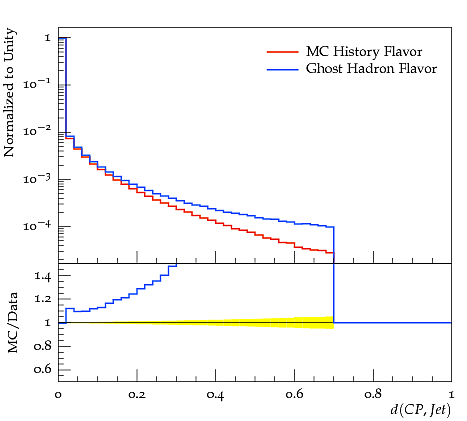 Normalized to Unity
1
10⁻¹
10⁻²
10⁻³
10⁻⁴
MC History Flavor
Ghost Hadron Flavor
MC/Data
1.4
1.2
1
0.8
0.6
0 0.2 0.4 0.6 0.8 1
d(CP, Jet)